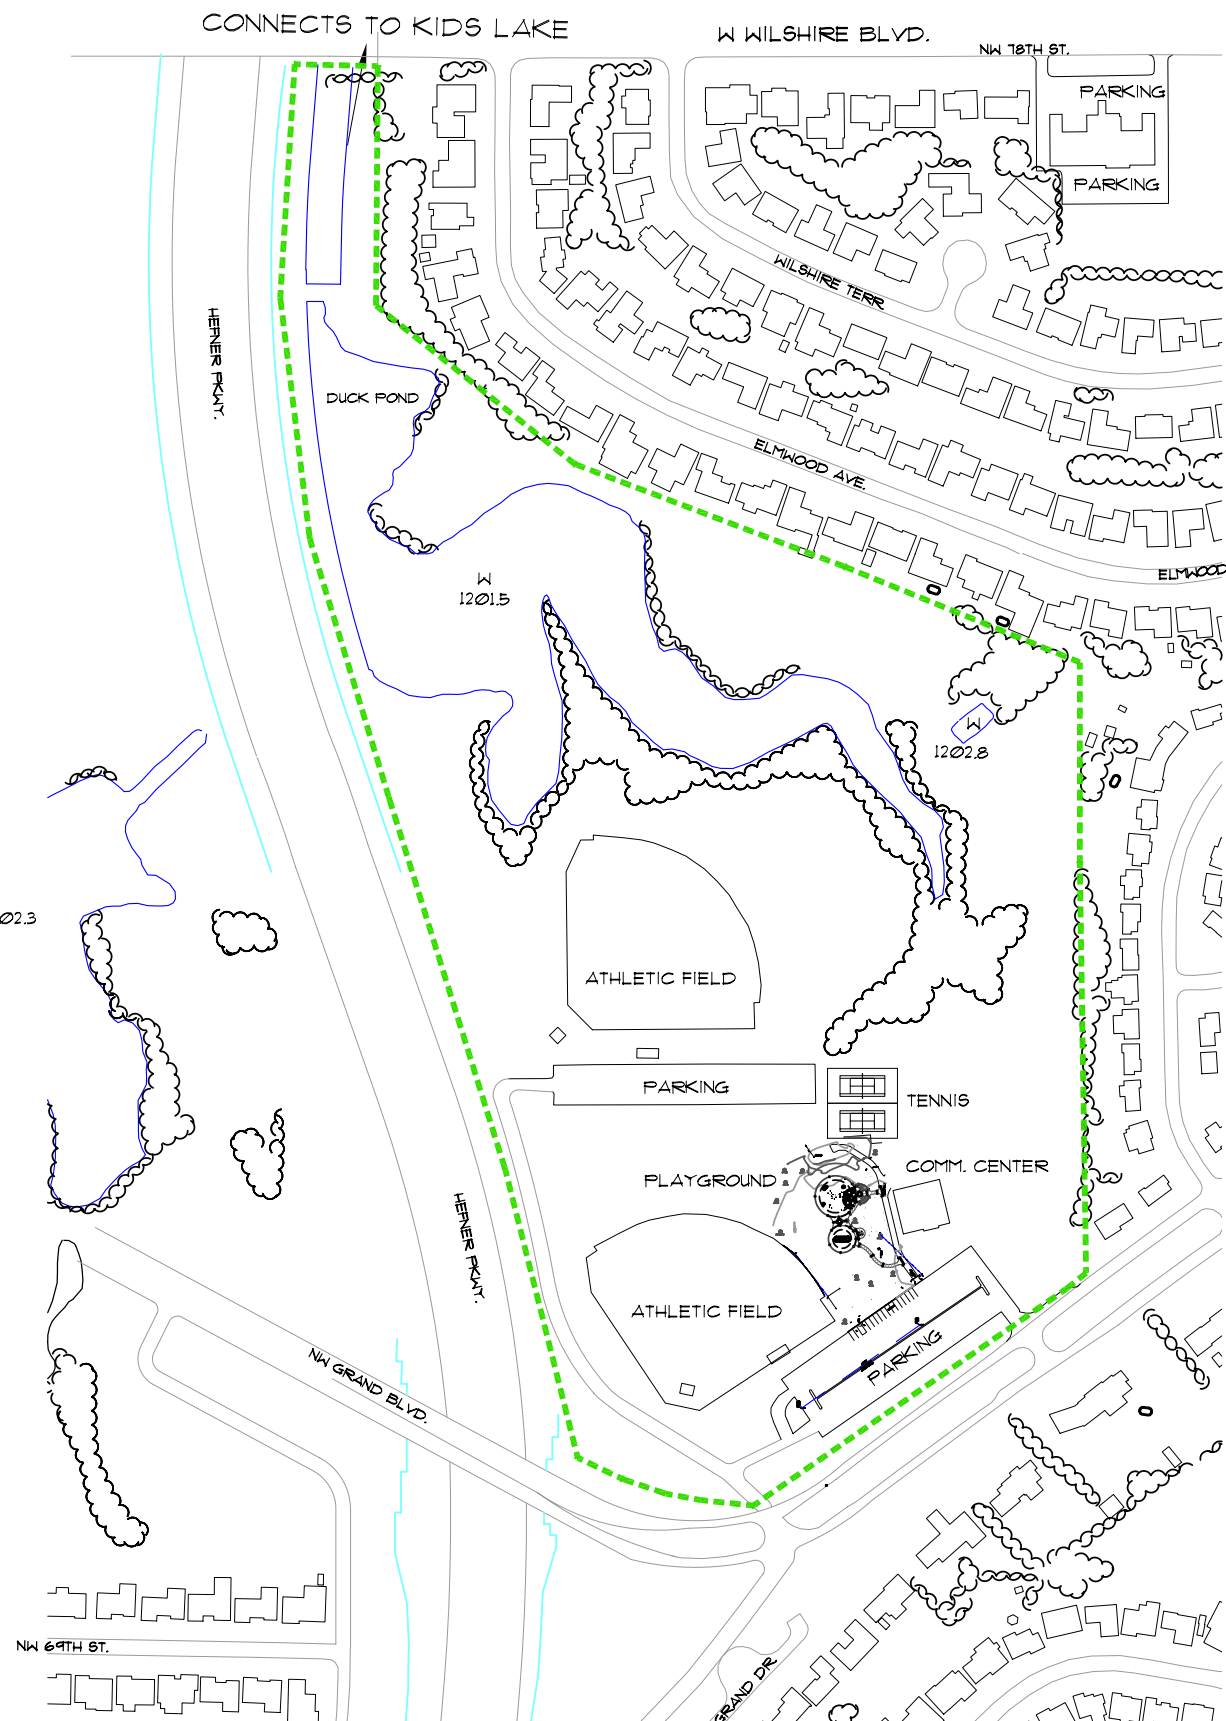 CONNECTS TO KIDS LAKE
W WILSHIRE BLVD.
NW 78TH ST.
PARKING
PARKING
WILSHIRE TERR
HEFNER PKWY.
DUCK POND
ELMWOOD AVE.
ELMWOOD
W
1201.5
W
1202.8
02.3
ATHLETIC FIELD
PARKING
TENNIS
COMM. CENTER
PLAYGROUND
HEFNER PKWY.
ATHLETIC FIELD
PARKING
NW GRAND BLVD.
NW 69TH ST.
GRAND DR